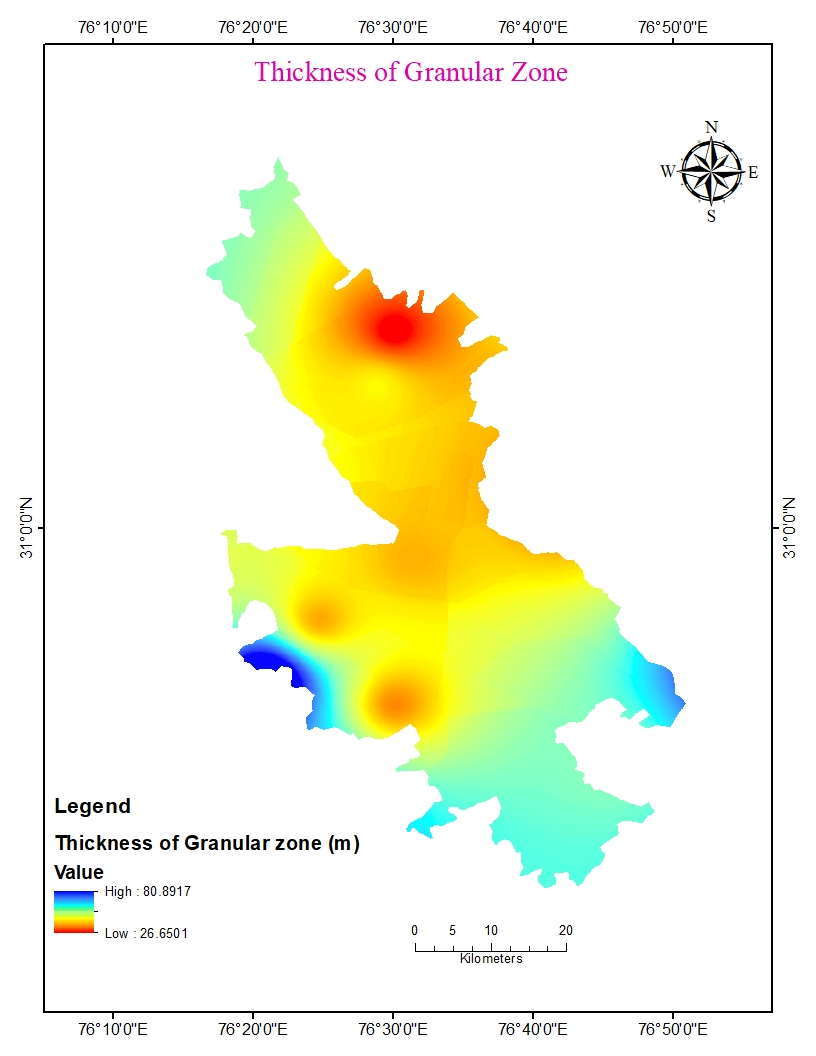 76°10'0"E 76°20'0"E 76°30'0"E 76°40'0"E 76°50'0"E
Thickness of Granular Zone
N
W E
S
31°0'0"N 31°0'0"N
Legend
Thickness of Granular zone (m)
Value
High : 80.8917
Low : 26.6501
0 5 10 20
Kilometers
76°10'0"E 76°20'0"E 76°30'0"E 76°40'0"E 76°50'0"E